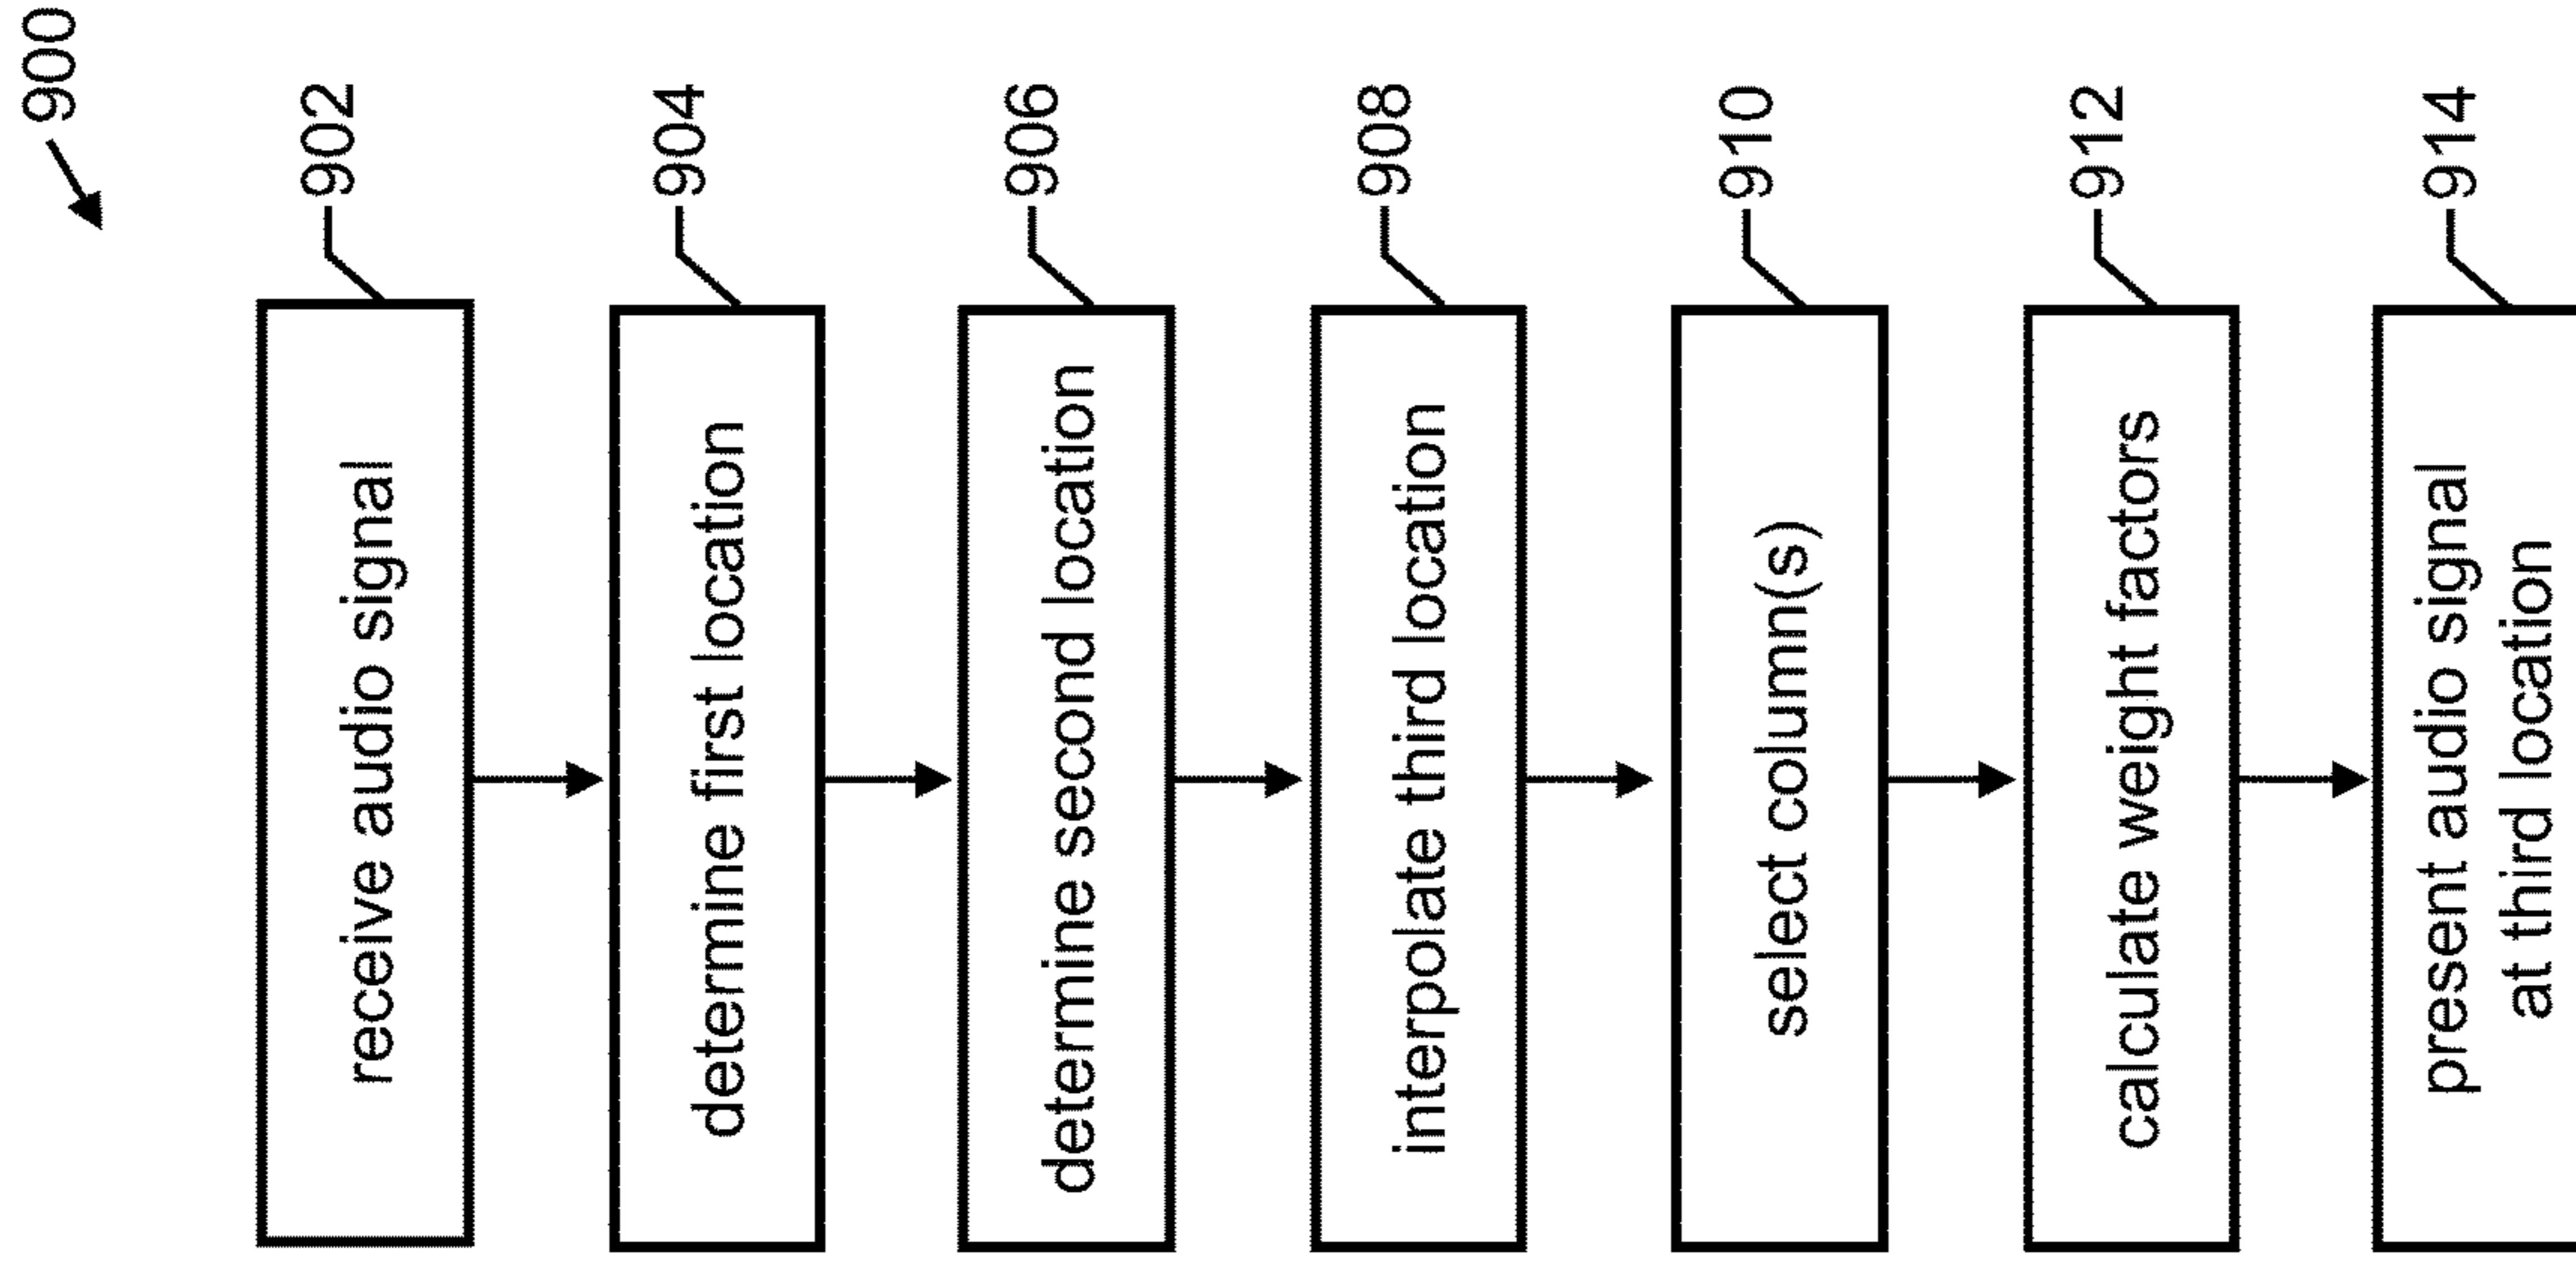 900
902
receive audio signal
904
determine first location
906
determine second location
908
interpolate third location
910
select column(s)
912
calculate weight factors
914
present audio signal
at third location